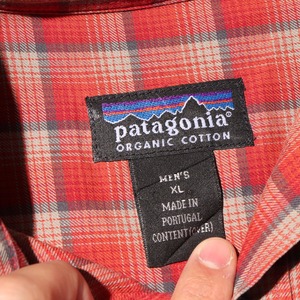 patagonia
ORGANIC COTTON
MEN'S
XL
MADE IN
PORTUGAL
CONTENT(OVER)